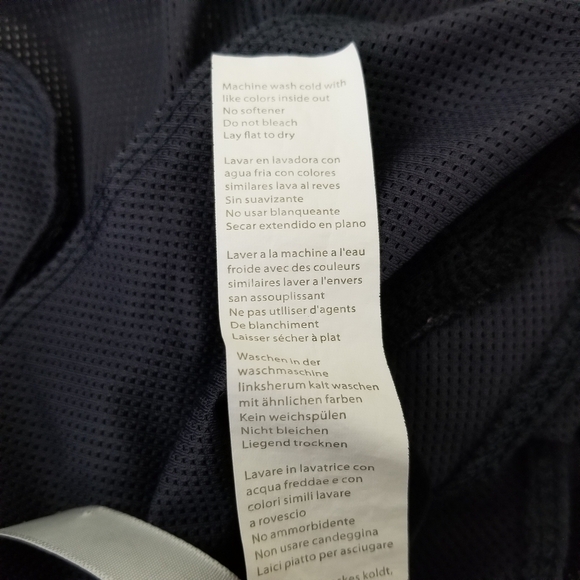 Machine wash cold with
like colors inside out
No softener
Do not bleach
Lay flat to dry
Lavar en lavadora con
agua fria con colores
similares lava al reves
Sin suavizante
No usar blanqueante
Secar extendido en plano
Laver a la machine a l'eau
froide avec des couleurs
similaires laver a l'envers
san assouplissant
Ne pas utlliser d'agents
De blanchiment
Laisser sécher à plat
Waschen in der
waschmaschine
linksherum kalt waschen
mit ähnlichen farben
Kein weichspülen
Nicht bleichen
Liegend trocknen
Lavare in lavatrice con
acqua freddae e con
colori simili lavare
a rovescio
No ammorbidente
Non usare candeggina
Laici piatto per asciugare
koldt,